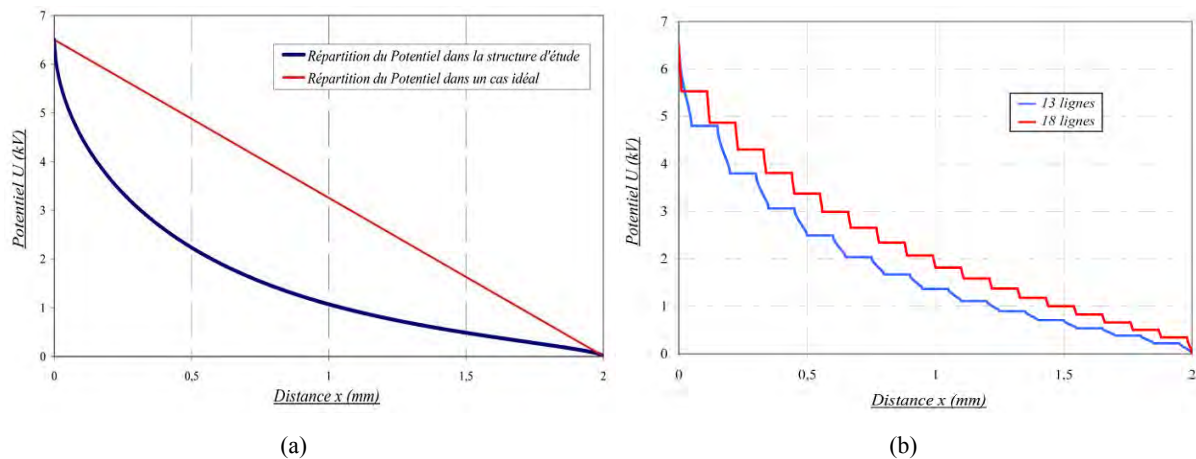 7
6
5
4
3
2
1
0
Potentiel U (kV)
Répartition du Potentiel dans la structure d'étude
Répartition du Potentiel dans un cas idéal
0
0,5
1
1,5
2
Distance x (mm)
(a)
7
6
5
4
3
2
1
0
Potentiel U (kV)
13 lignes
18 lignes
0
0,5
1
1,5
2
Distance x (mm)
(b)